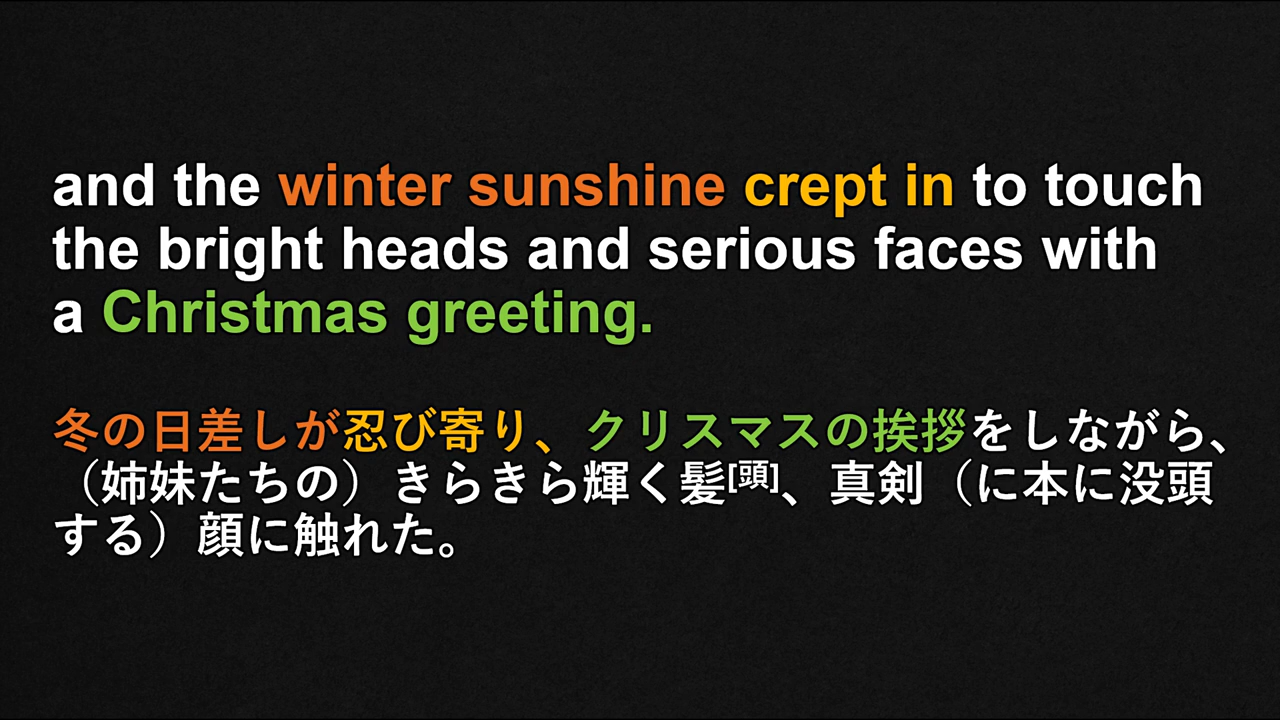 and the winter sunshine crept in to touch
the bright heads and serious faces with
a Christmas greeting.
冬の日差しが忍び寄り、クリスマスの挨拶をしながら、
（姉妹たちの）きらきら輝く髪[頭]、真剣（に本に没頭
する）顔に触れた。